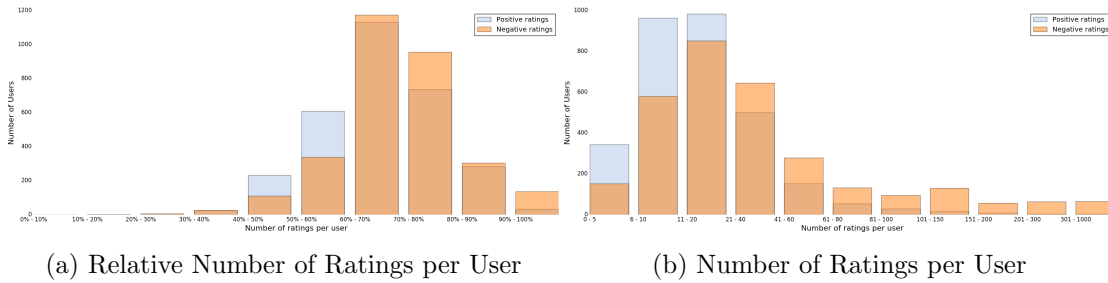 1200
1000
800
600
400
200
0
Number of Users
0% - 10%
10% - 20%
20% - 30%
30% - 40%
40% - 50%
50% - 60%
60% - 70%
70% - 80%
80% - 90%
90% - 100%
Number of ratings per user
Positive ratings
Negative ratings
1000
800
600
400
200
0
Number of Users
0 - 5
6 - 10
11 - 20
21 - 40
41 - 60
61 - 80
81 - 100
101 - 150
151 - 200
201 - 300
301 - 1000
Number of ratings per user
Positive ratings
Negative ratings
(a) Relative Number of Ratings per User
(b) Number of Ratings per User